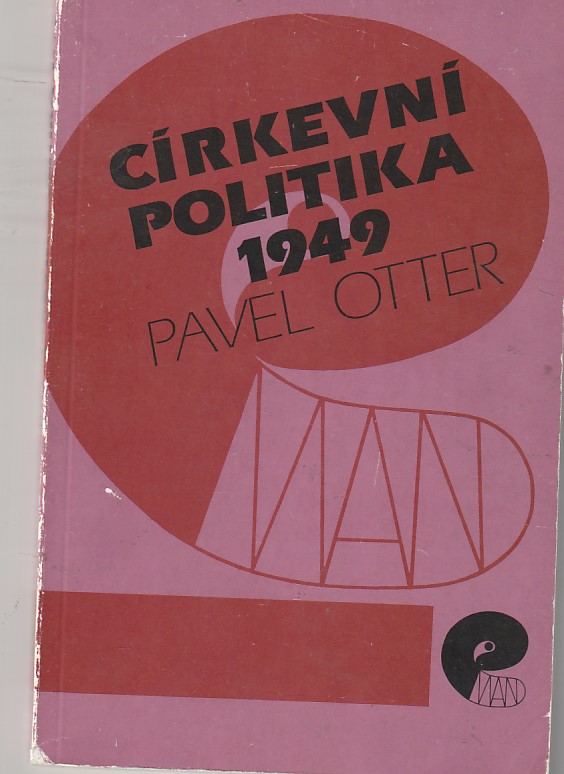 CÍRKEVNÍ
POLITIKA
1949
PAVEL OTTER